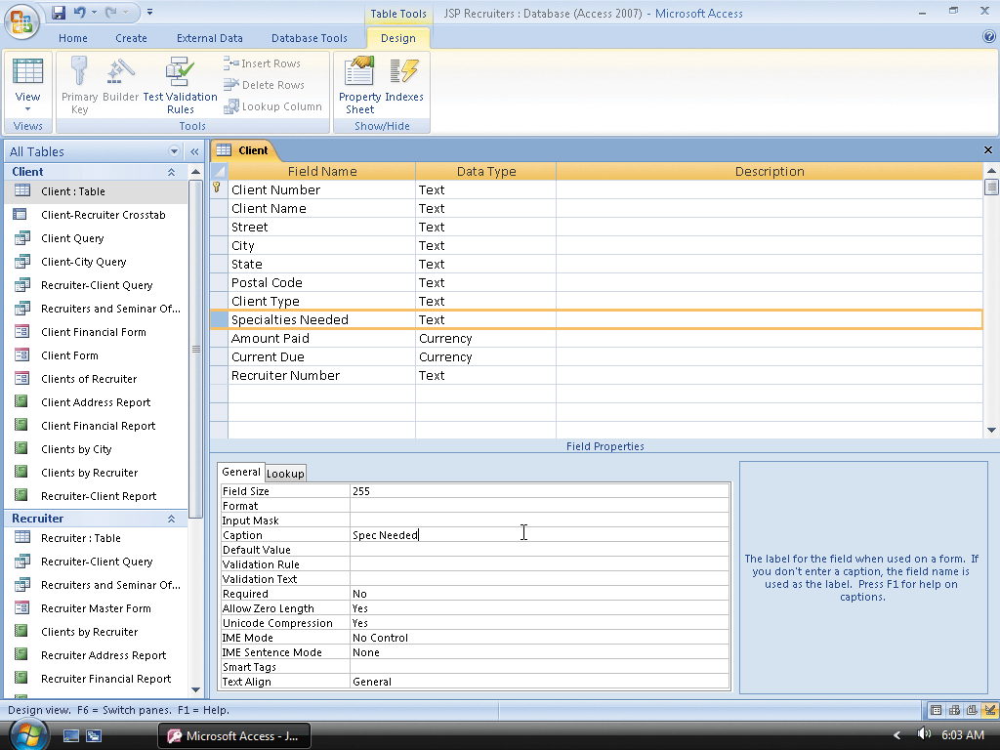 Table Tools
JSP Recruiters : Database (Access 2007) - Microsoft Access
Home
Create
External Data
Database Tools
Design
View
Primary Key
Builder
Test Validation Rules
Insert Rows
Delete Rows
Lookup Column
Property Sheet
Indexes
Views
Tools
Show/Hide
All Tables
«
Client
Client : Table
Client-Recruiter Crosstab
Client Query
Client-City Query
Recruiter-Client Query
Recruiters and Seminar Of...
Client Financial Form
Client Form
Clients of Recruiter
Client Address Report
Client Financial Report
Clients by City
Clients by Recruiter
Recruiter-Client Report
Recruiter
Recruiter : Table
Recruiter-Client Query
Recruiters and Seminar Of...
Recruiter Master Form
Clients by Recruiter
Recruiter Address Report
Recruiter Financial Report
Client
Field Name Data Type Description
Client Number Text
Client Name Text
Street Text
City Text
State Text
Postal Code Text
Client Type Text
Specialties Needed Text
Amount Paid Currency
Current Due Currency
Recruiter Number Text
Field Properties
General Lookup
Field Size 255
Format
Input Mask
Caption Spec Needed
Default Value
Validation Rule
Validation Text
Required No
Allow Zero Length Yes
Unicode Compression Yes
IME Mode No Control
IME Sentence Mode None
Smart Tags
Text Align General
The label for the field when used on a form. If
you don't enter a caption, the field name is
used as the label. Press F1 for help on
captions.
Design view. F6 = Switch panes. F1 = Help.
Microsoft Access - J...
6:03 AM